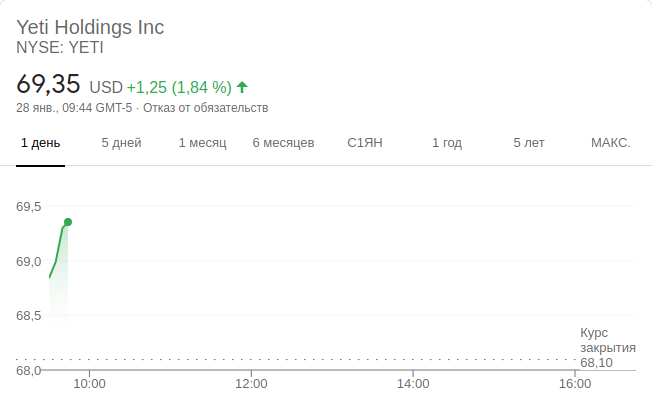 Yeti Holdings Inc
NYSE: YETI
69,35 USD +1,25 (1,84 %)
28 янв., 09:44 GMT-5 · Отказ от обязательств
1 день 5 дней 1 месяц 6 месяцев С1ЯН 1 год 5 лет МАКС.
69,5
69,0
68,5
68,0
Курс
закрытия
68,10
10:00 12:00 14:00 16:00